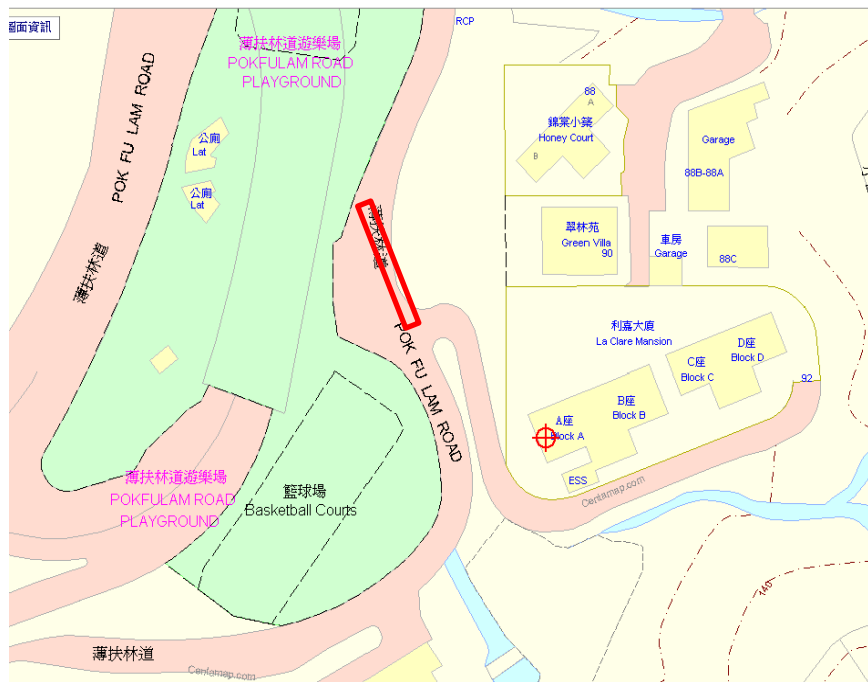 圖面資訊
RCP
薄扶林道遊樂場
POKFULAM ROAD
PLAYGROUND
POK FU LAM ROAD
88
A
錦棠小築
Honey Court
B
Garage
88B-88A
公廁
Lat
公廁
Lat
薄扶林道
翠林苑
Green Villa
90
車房
Garage
88C
薄扶林道
利嘉大廈
La Clare Mansion
D座
Block D
C座
Block C
92
B座
Block B
A座
Block A
POK FU LAM ROAD
ESS
Centamap.com
薄扶林道遊樂場
POKFULAM ROAD
PLAYGROUND
籃球場
Basketball Courts
140
薄扶林道
Centamap.com